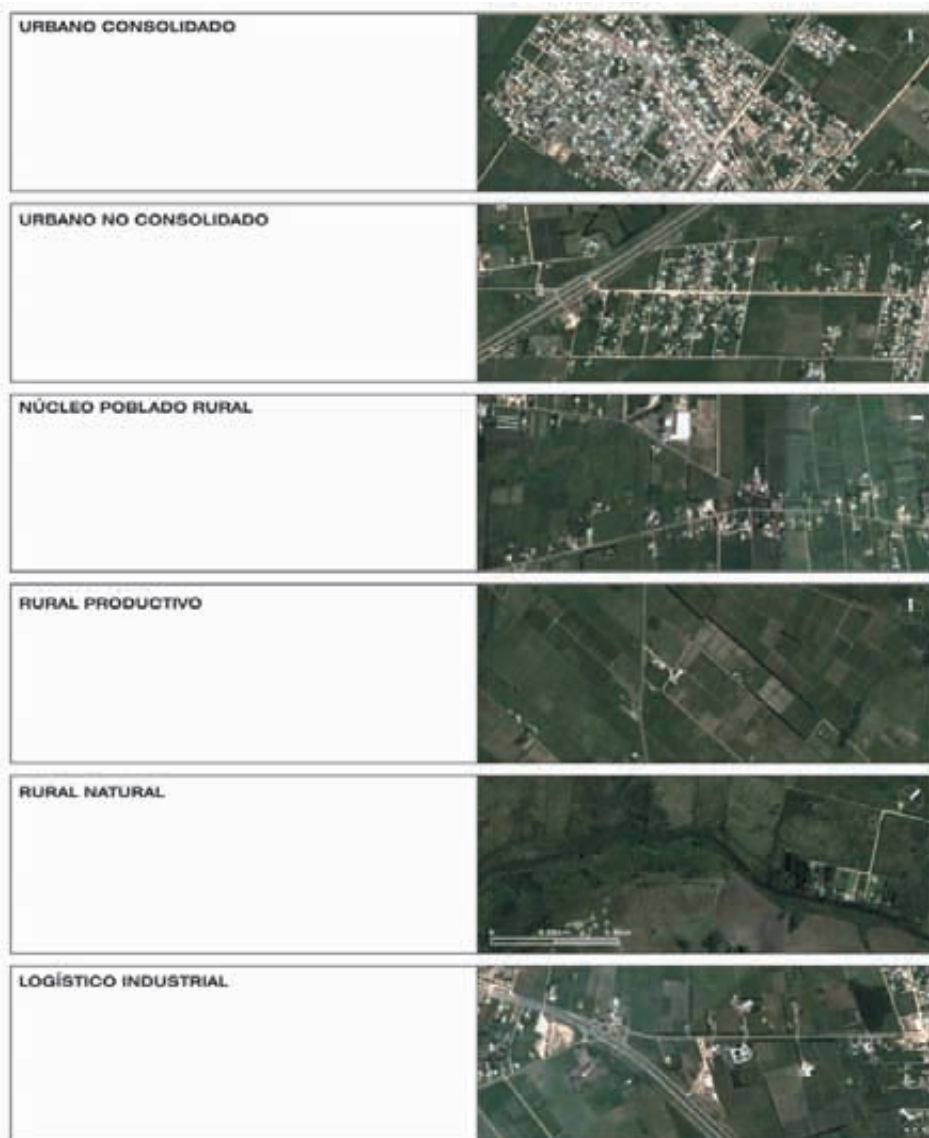 URBANO CONSOLIDADO
URBANO NO CONSOLIDADO
NÚCLEO POBLADO RURAL
RURAL PRODUCTIVO
RURAL NATURAL
LOGÍSTICO INDUSTRIAL